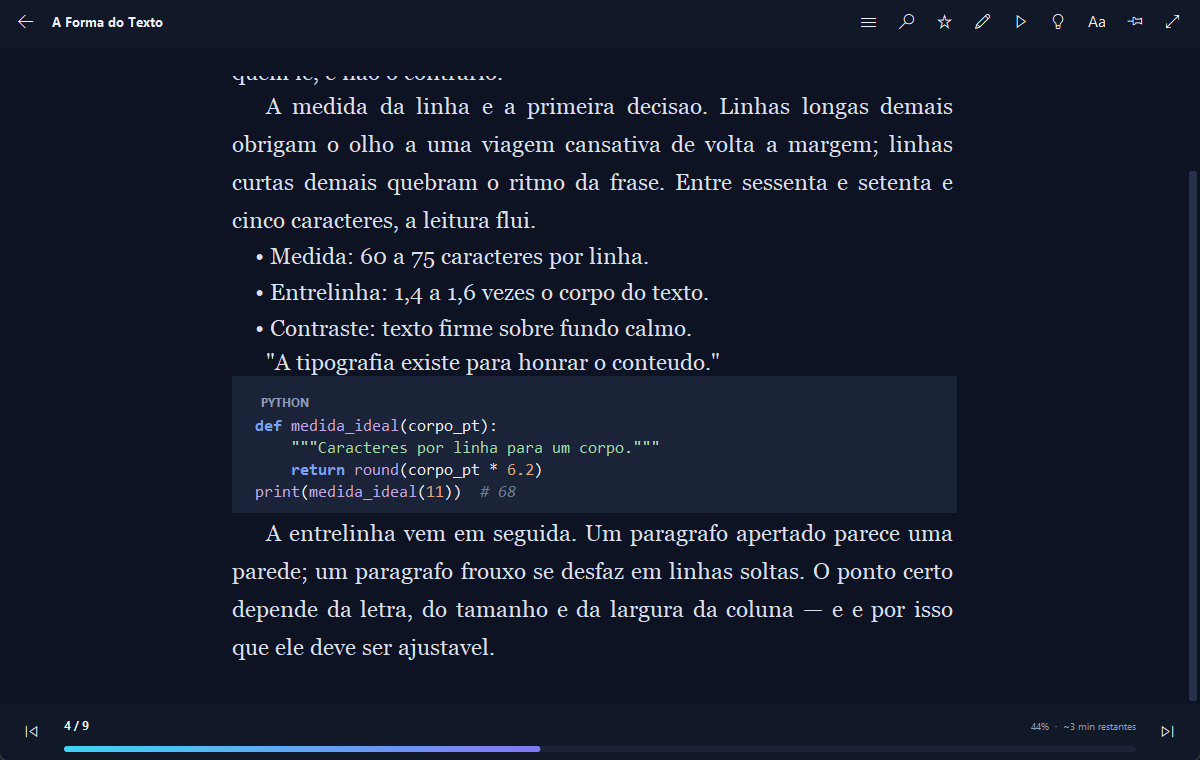 A Forma do Texto
Aa
quem lê, e não o contrário.
A medida da linha e a primeira decisao. Linhas longas demais
obrigam o olho a uma viagem cansativa de volta a margem; linhas
curtas demais quebram o ritmo da frase. Entre sessenta e setenta e
cinco caracteres, a leitura flui.
• Medida: 60 a 75 caracteres por linha.
• Entrelinha: 1,4 a 1,6 vezes o corpo do texto.
• Contraste: texto firme sobre fundo calmo.
"A tipografia existe para honrar o conteudo."
PYTHON
def medida_ideal(corpo_pt):
    """Caracteres por linha para um corpo."""
    return round(corpo_pt * 6.2)
print(medida_ideal(11))  # 68
A entrelinha vem em seguida. Um paragrafo apertado parece uma
parede; um paragrafo frouxo se desfaz em linhas soltas. O ponto certo
depende da letra, do tamanho e da largura da coluna — e e por isso
que ele deve ser ajustavel.
4 / 9
44% · ~3 min restantes